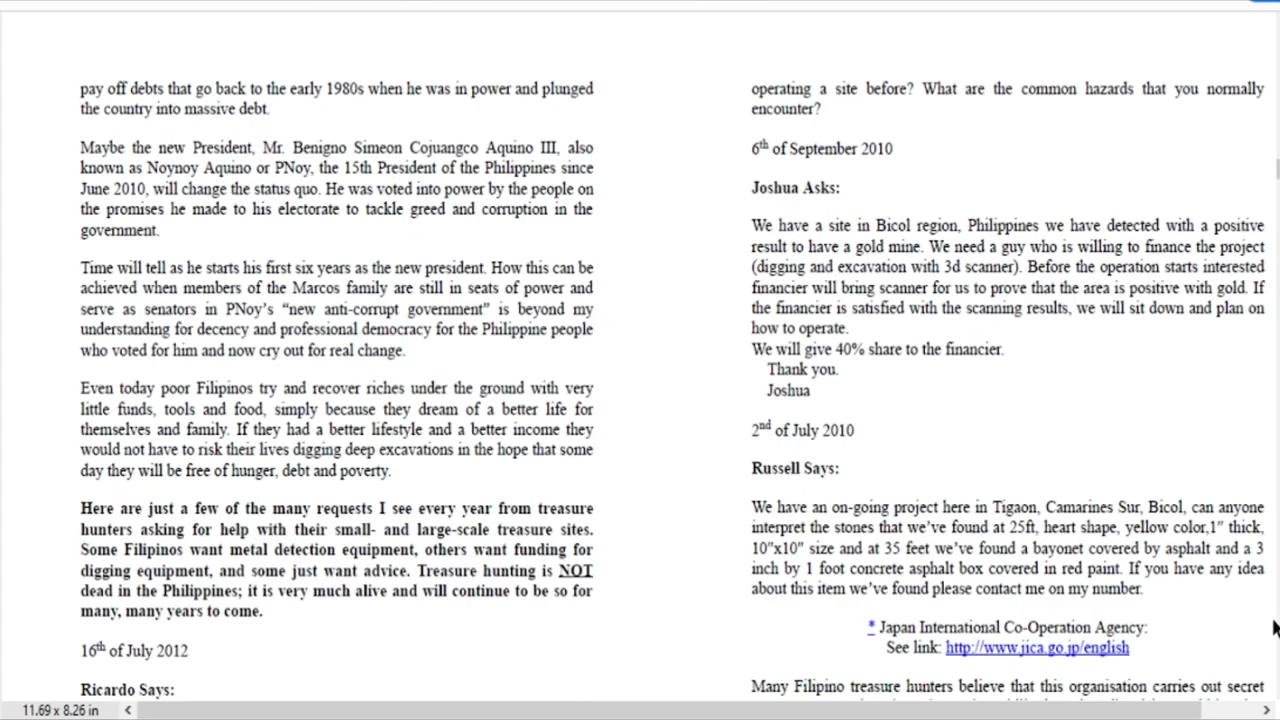 pay off debts that go back to the early 1980s when he was in power and plunged
the country into massive debt.
Maybe the new President, Mr. Benigno Simeon Cojuangco Aquino III, also
known as Noynoy Aquino or PNoy, the 15th President of the Philippines since
June 2010, will change the status quo. He was voted into power by the people on
the promises he made to his electorate to tackle greed and corruption in the
government.
Time will tell as he starts his first six years as the new president. How this can be
achieved when members of the Marcos family are still in seats of power and
serve as senators in PNoy's “new anti-corrupt government” is beyond my
understanding for decency and professional democracy for the Philippine people
who voted for him and now cry out for real change.
Even today poor Filipinos try and recover riches under the ground with very
little funds, tools and food, simply because they dream of a better life for
themselves and family. If they had a better lifestyle and a better income they
would not have to risk their lives digging deep excavations in the hope that some
day they will be free of hunger, debt and poverty.
Here are just a few of the many requests I see every year from treasure
hunters asking for help with their small- and large-scale treasure sites.
Some Filipinos want metal detection equipment, others want funding for
digging equipment, and some just want advice. Treasure hunting is NOT
dead in the Philippines; it is very much alive and will continue to be so for
many, many years to come.
16th of July 2012
Ricardo Says:
operating a site before? What are the common hazards that you normally
encounter?
6th of September 2010
Joshua Asks:
We have a site in Bicol region, Philippines we have detected with a positive
result to have a gold mine. We need a guy who is willing to finance the project
(digging and excavation with 3d scanner). Before the operation starts interested
financier will bring scanner for us to prove that the area is positive with gold. If
the financier is satisfied with the scanning results, we will sit down and plan on
how to operate.
We will give 40% share to the financier.
Thank you.
Joshua
2nd of July 2010
Russell Says:
We have an on-going project here in Tigaon, Camarines Sur, Bicol, can anyone
interpret the stones that we've found at 25ft, heart shape, yellow color,1" thick,
10"x10" size and at 35 feet we've found a bayonet covered by asphalt and a 3
inch by 1 foot concrete asphalt box covered in red paint. If you have any idea
about this item we've found please contact me on my number.
* Japan International Co-Operation Agency:
See link: http://www.jica.go.jp/english
Many Filipino treasure hunters believe that this organisation carries out secret
11.69 x 8.26 in